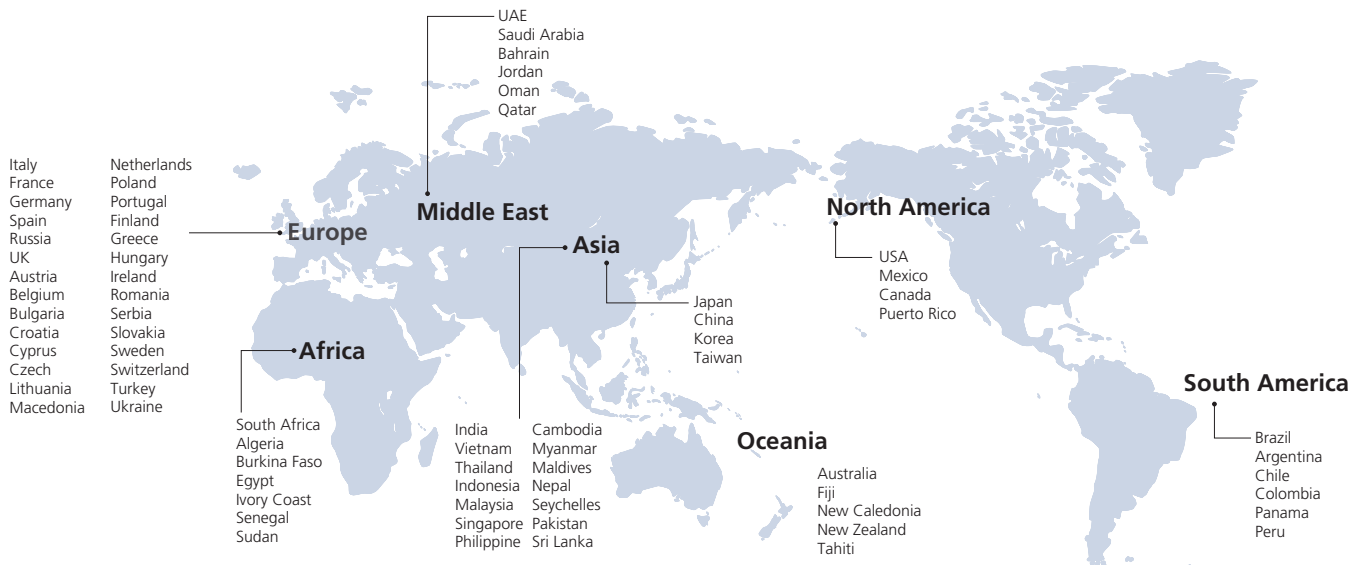 UAE
Saudi Arabia
Bahrain
Jordan
Oman
Qatar
Middle East
Italy
France
Germany
Spain
Russia
UK
Austria
Belgium
Bulgaria
Croatia
Cyprus
Czech
Lithuania
Macedonia
Netherlands
Poland
Portugal
Finland
Greece
Hungary
Ireland
Romania
Serbia
Slovakia
Sweden
Switzerland
Turkey
Ukraine
Europe
Africa
South Africa
Algeria
Burkina Faso
Egypt
Ivory Coast
Senegal
Sudan
Asia
Japan
China
Korea
Taiwan
India
Vietnam
Thailand
Indonesia
Malaysia
Singapore
Philippine
Cambodia
Myanmar
Maldives
Nepal
Seychelles
Pakistan
Sri Lanka
Oceania
Australia
Fiji
New Caledonia
New Zealand
Tahiti
North America
USA
Mexico
Canada
Puerto Rico
South America
Brazil
Argentina
Chile
Colombia
Panama
Peru